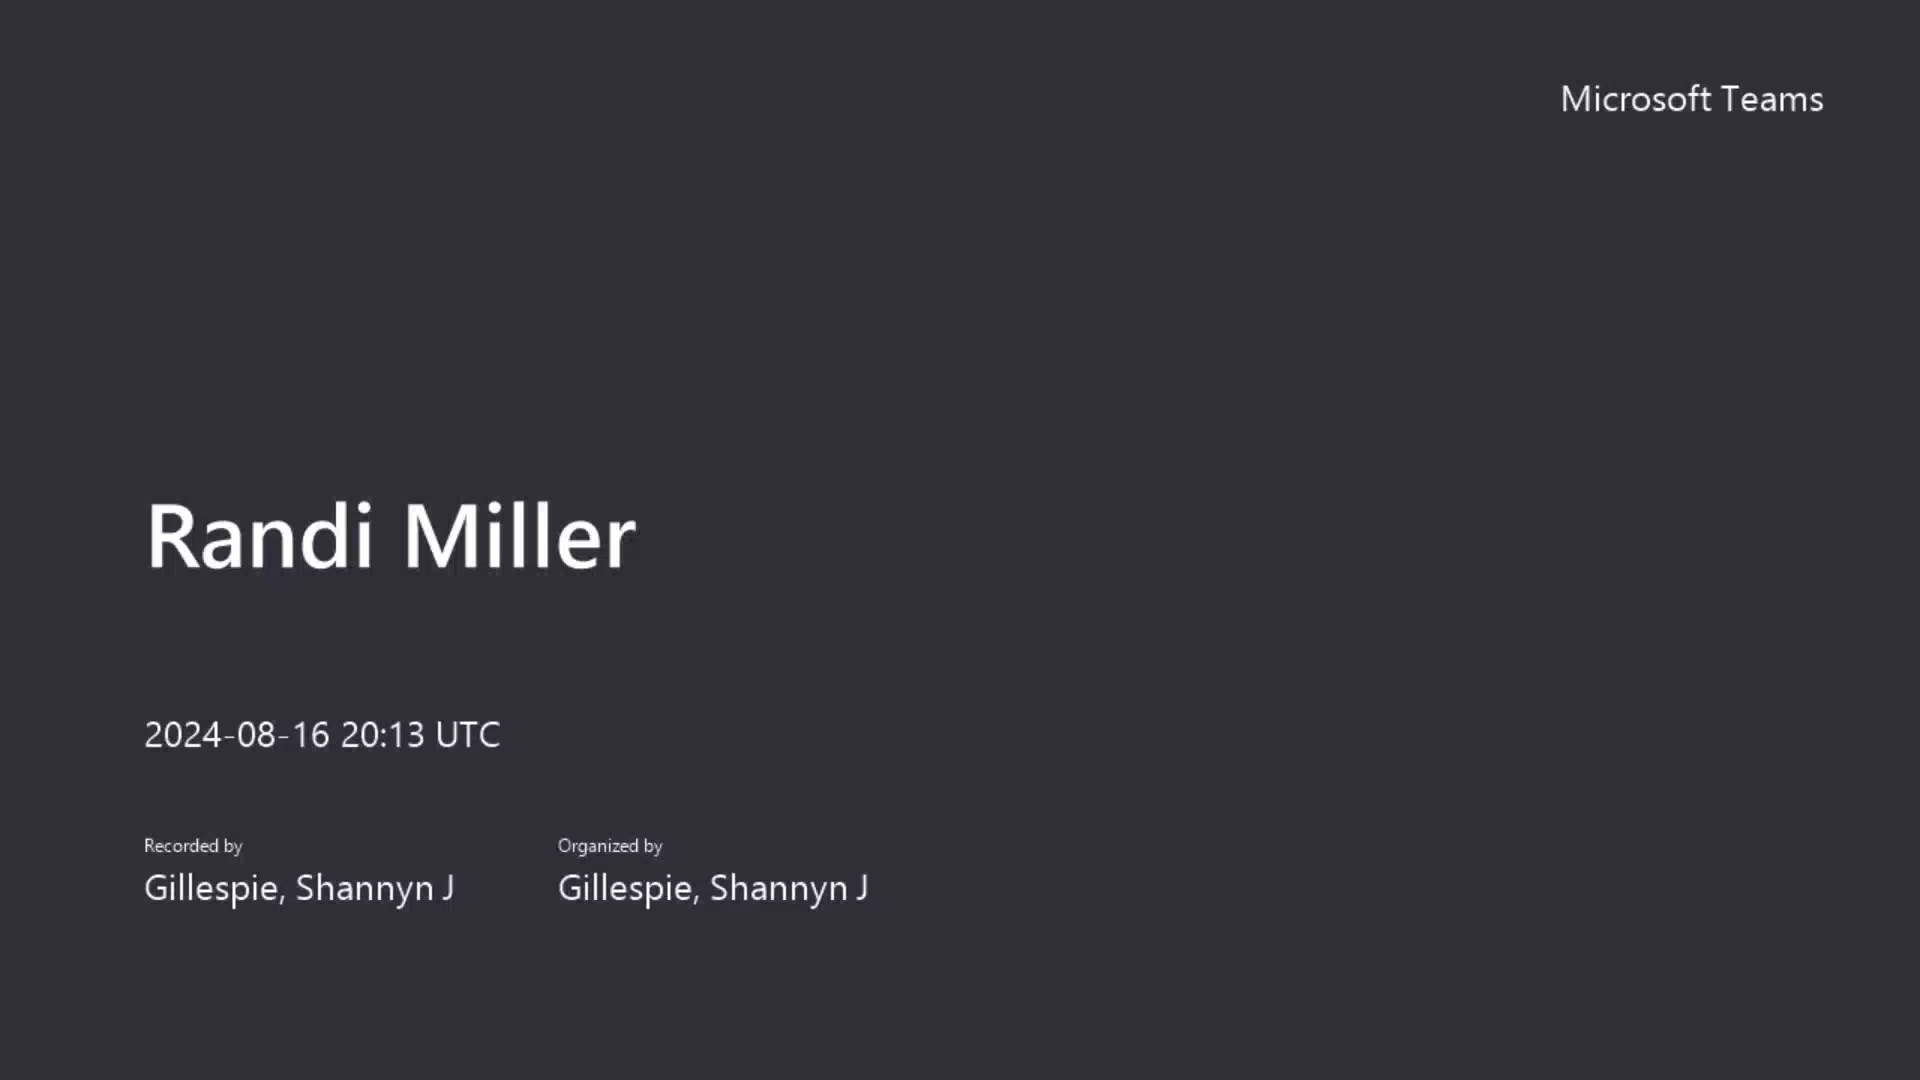 Microsoft Teams
Randi Miller
2024-08-16 20:13 UTC
Recorded by
Gillespie, Shannyn J
Organized by
Gillespie, Shannyn J